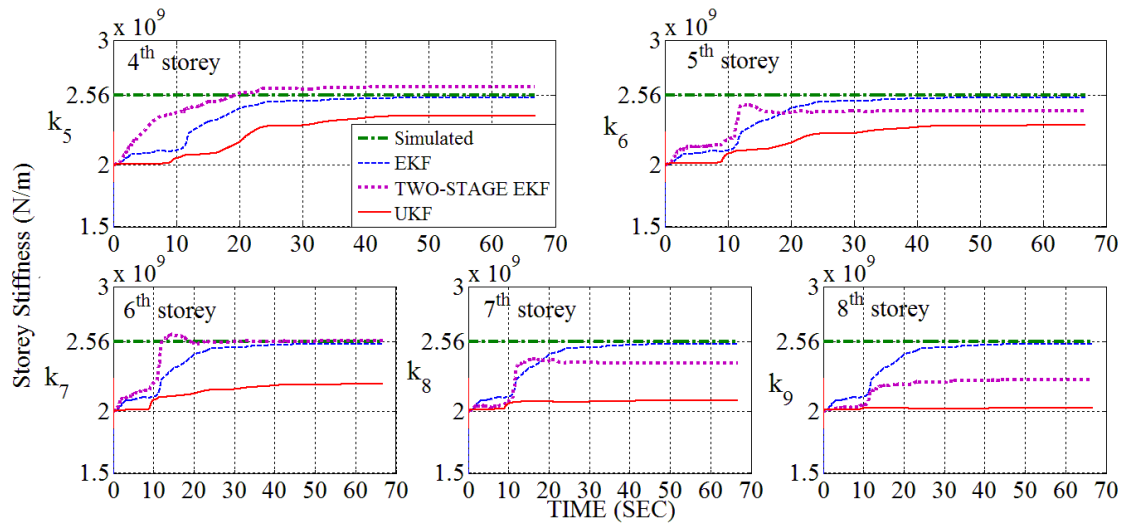 Storey Stiffness (N/m)
x 10^9
3
2.56
2
1.5
k_5
4^th storey
Simulated
EKF
TWO-STAGE EKF
UKF
0 10 20 30 40 50 60 70
x 10^9
3
2.56
2
1.5
k_6
5^th storey
0 10 20 30 40 50 60 70
x 10^9
3
2.56
2
1.5
k_7
6^th storey
0 10 20 30 40 50 60 70
x 10^9
3
2.56
2
1.5
k_8
7^th storey
0 10 20 30 40 50 60 70
x 10^9
3
2.56
2
1.5
k_9
8^th storey
0 10 20 30 40 50 60 70
TIME (SEC)